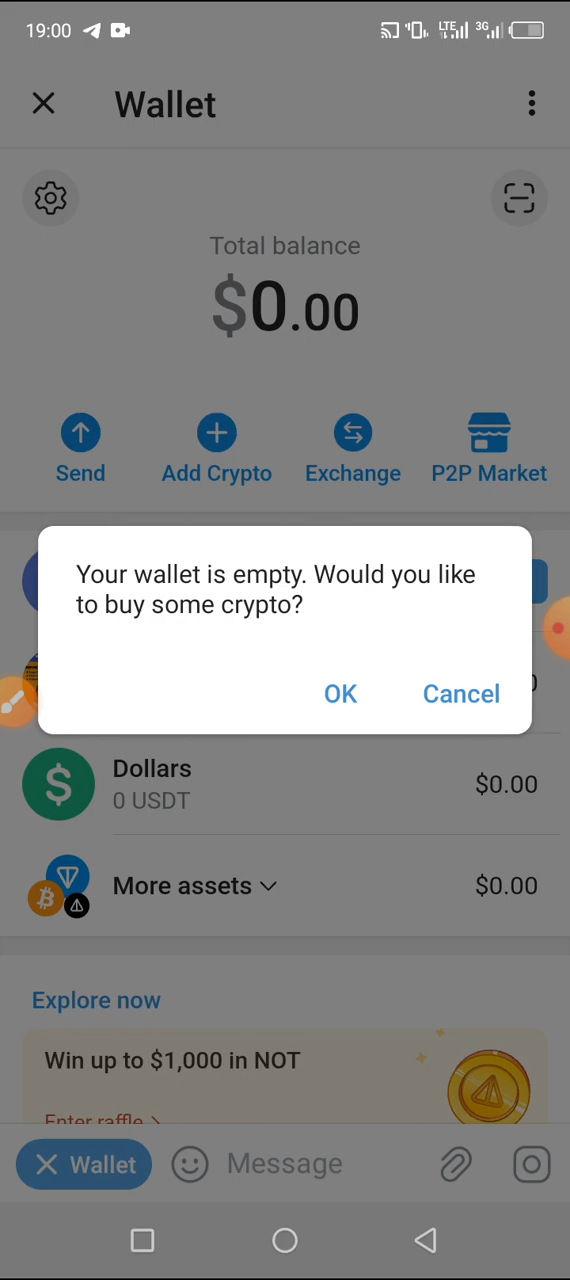 19:00
LTE
3G
Wallet
Total balance
$0.00
Send
Add Crypto
Exchange
P2P Market
Your wallet is empty. Would you like
to buy some crypto?
OK
Cancel
Dollars
$0.00
0 USDT
More assets
$0.00
Explore now
Win up to $1,000 in NOT
Enter raffle
Wallet
Message